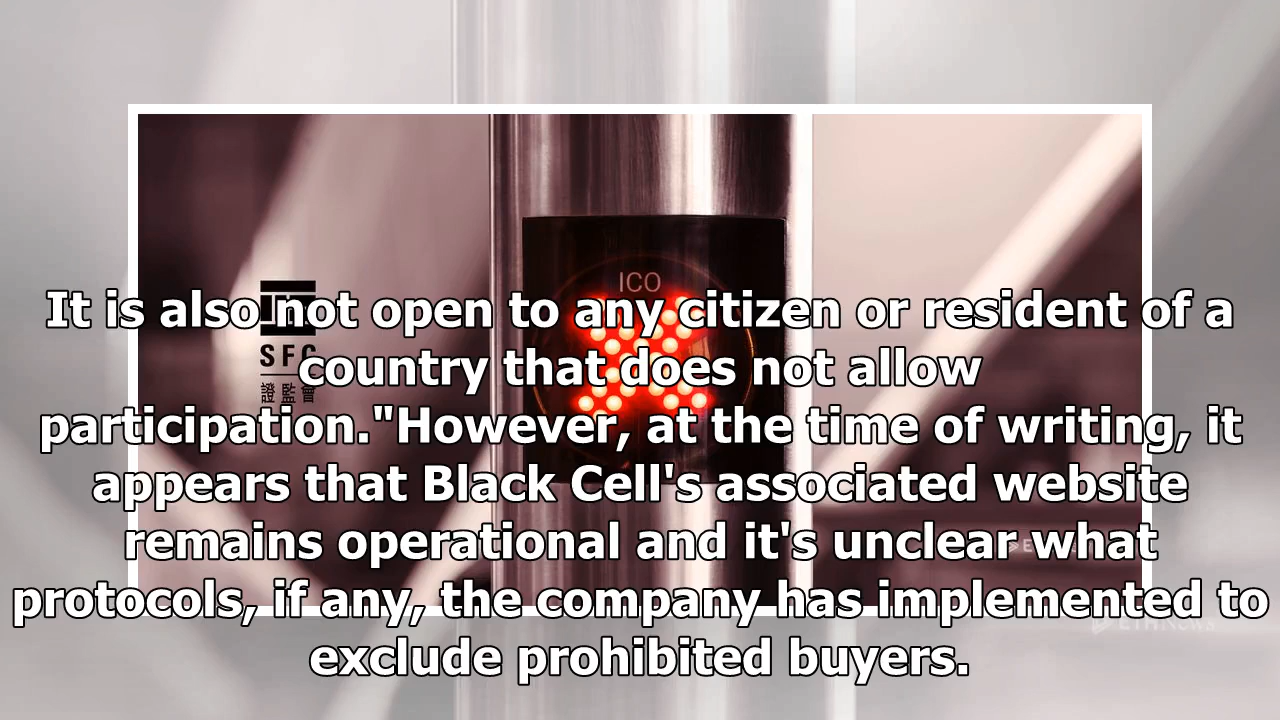 ICO
It is also not open to any citizen or resident of a
country that does not allow
participation."However, at the time of writing, it
appears that Black Cell's associated website
remains operational and it's unclear what
protocols, if any, the company has implemented to
exclude prohibited buyers.
SFC
證監會
ETHNews